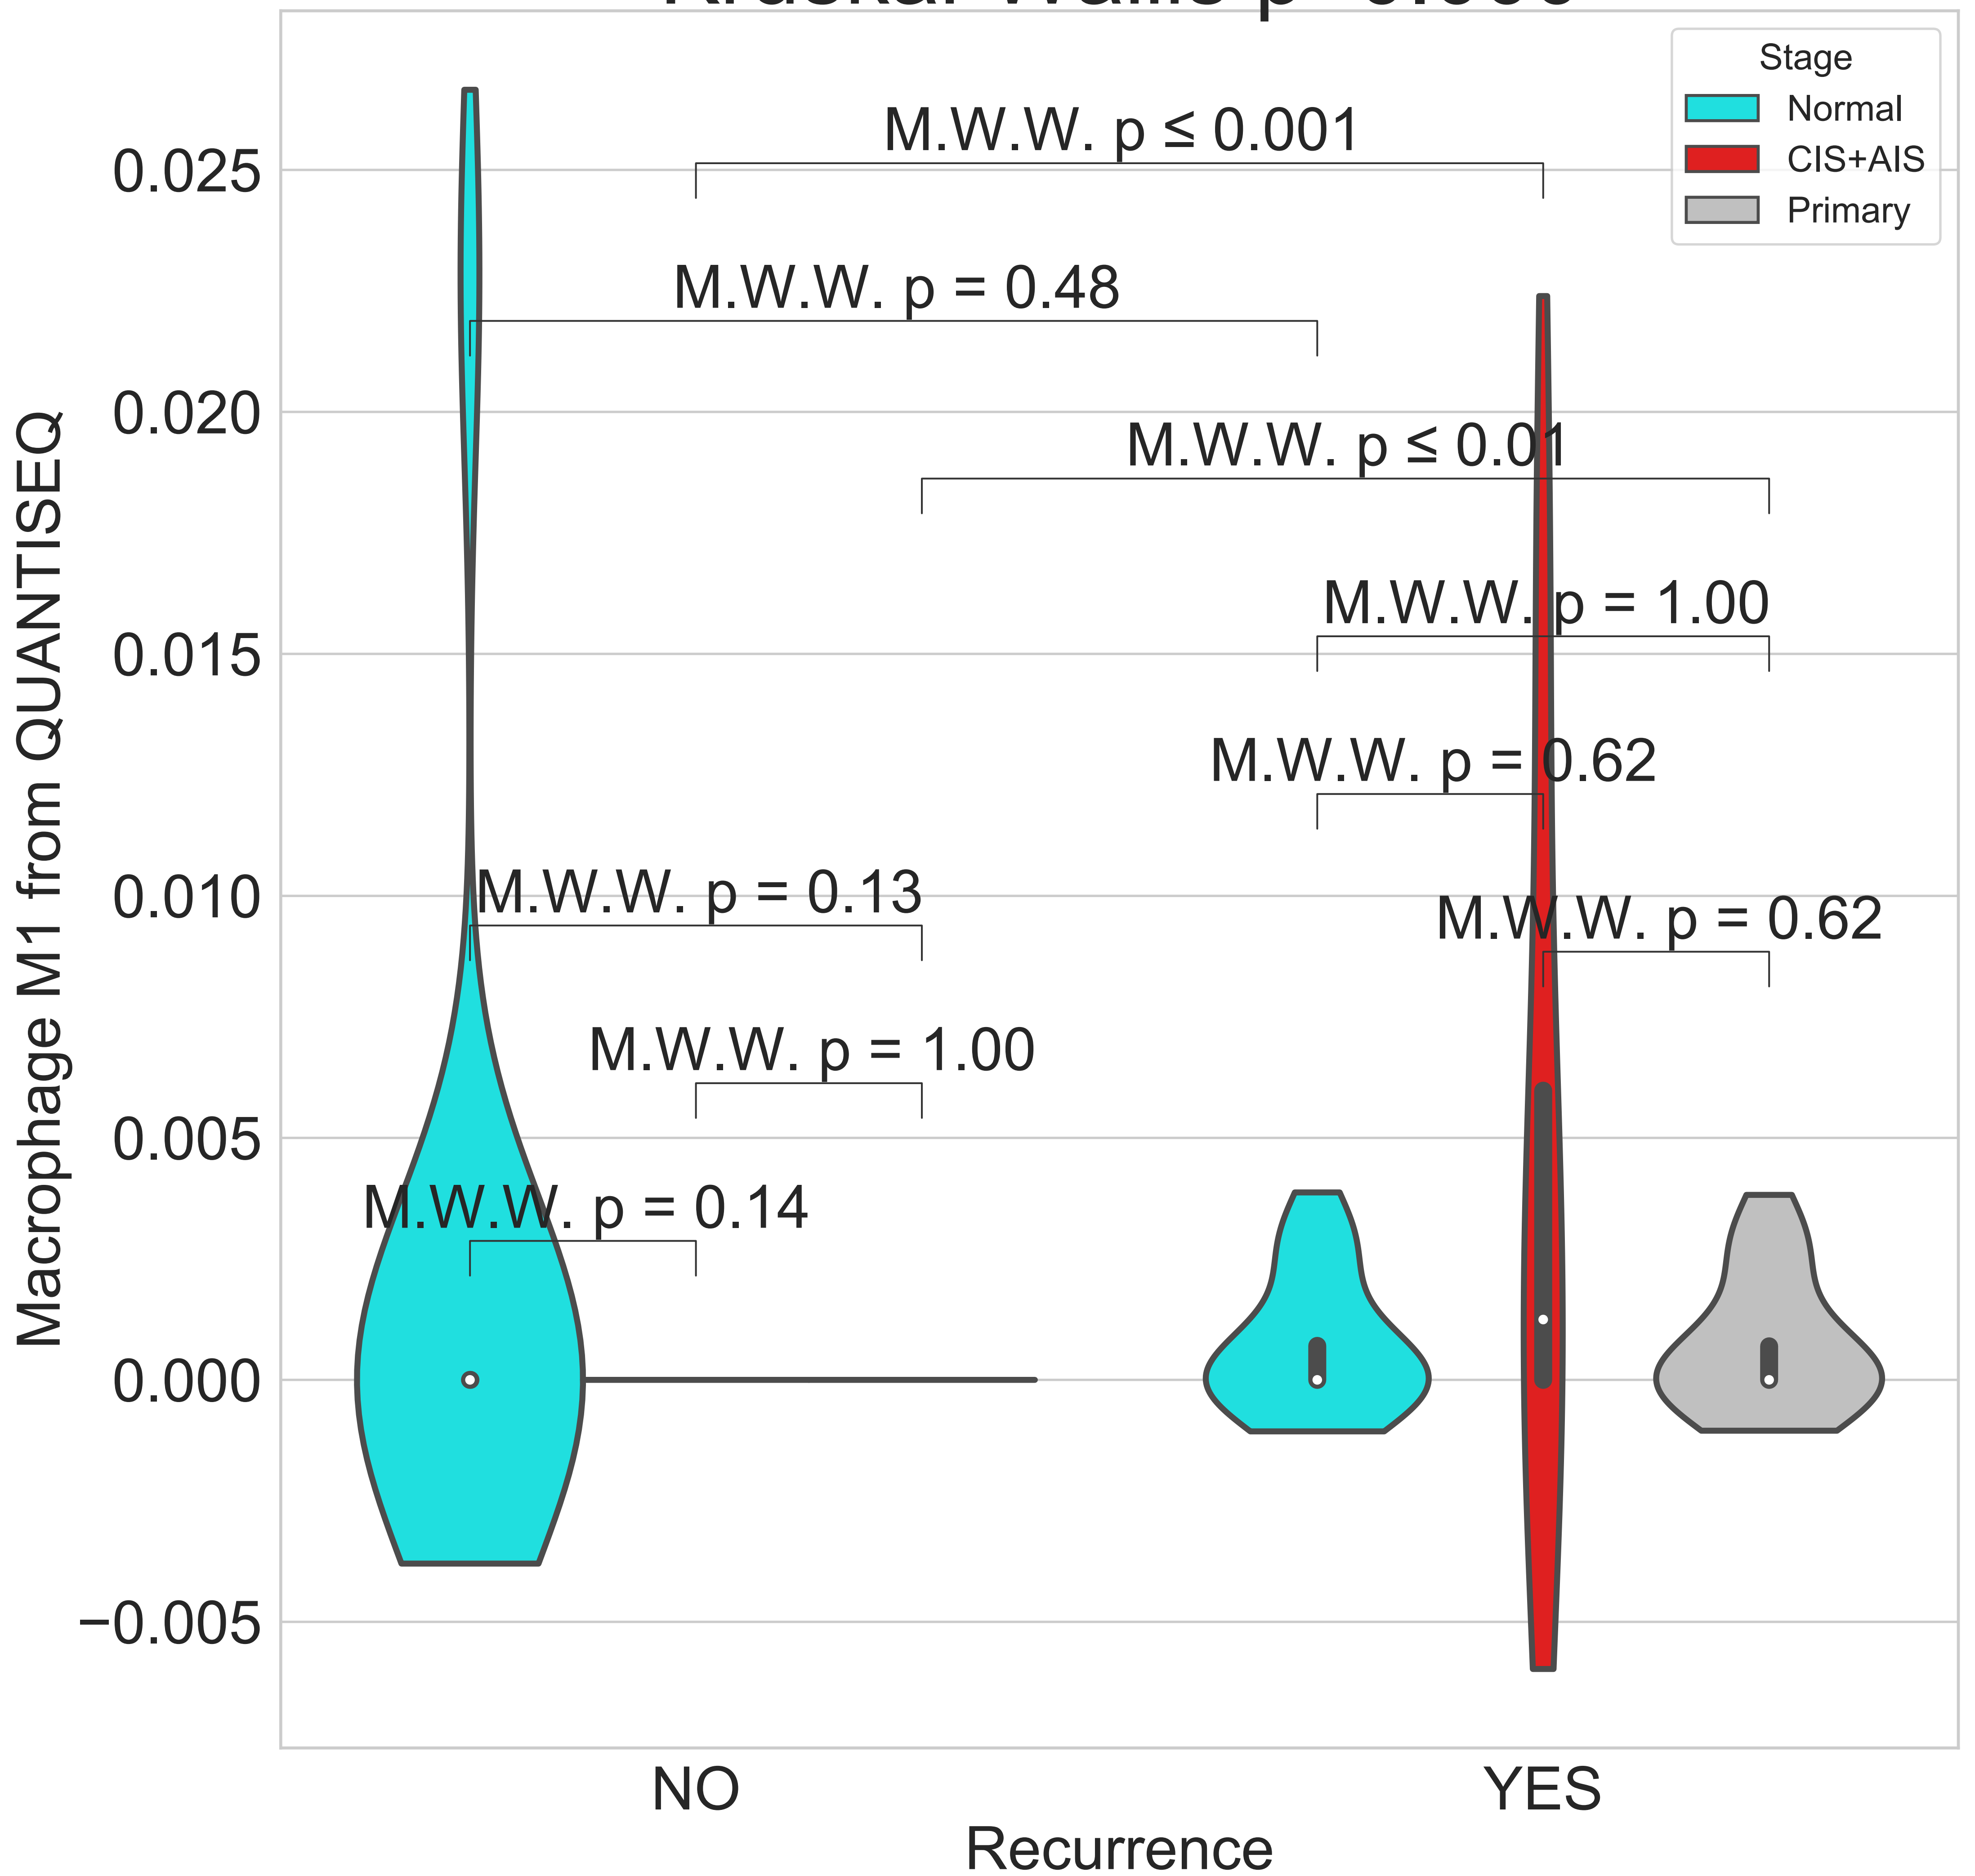 Stage
Normal
CIS+AIS
Primary
M.W.W. p ≤ 0.001
M.W.W. p = 0.48
M.W.W. p ≤ 0.01
M.W.W. p = 1.00
M.W.W. p = 0.62
M.W.W. p = 0.13
M.W.W. p = 0.62
M.W.W. p = 1.00
M.W.W. p = 0.14
0.025
0.020
0.015
0.010
0.005
0.000
−0.005
Macrophage M1 from QUANTISEQ
NO
YES
Recurrence